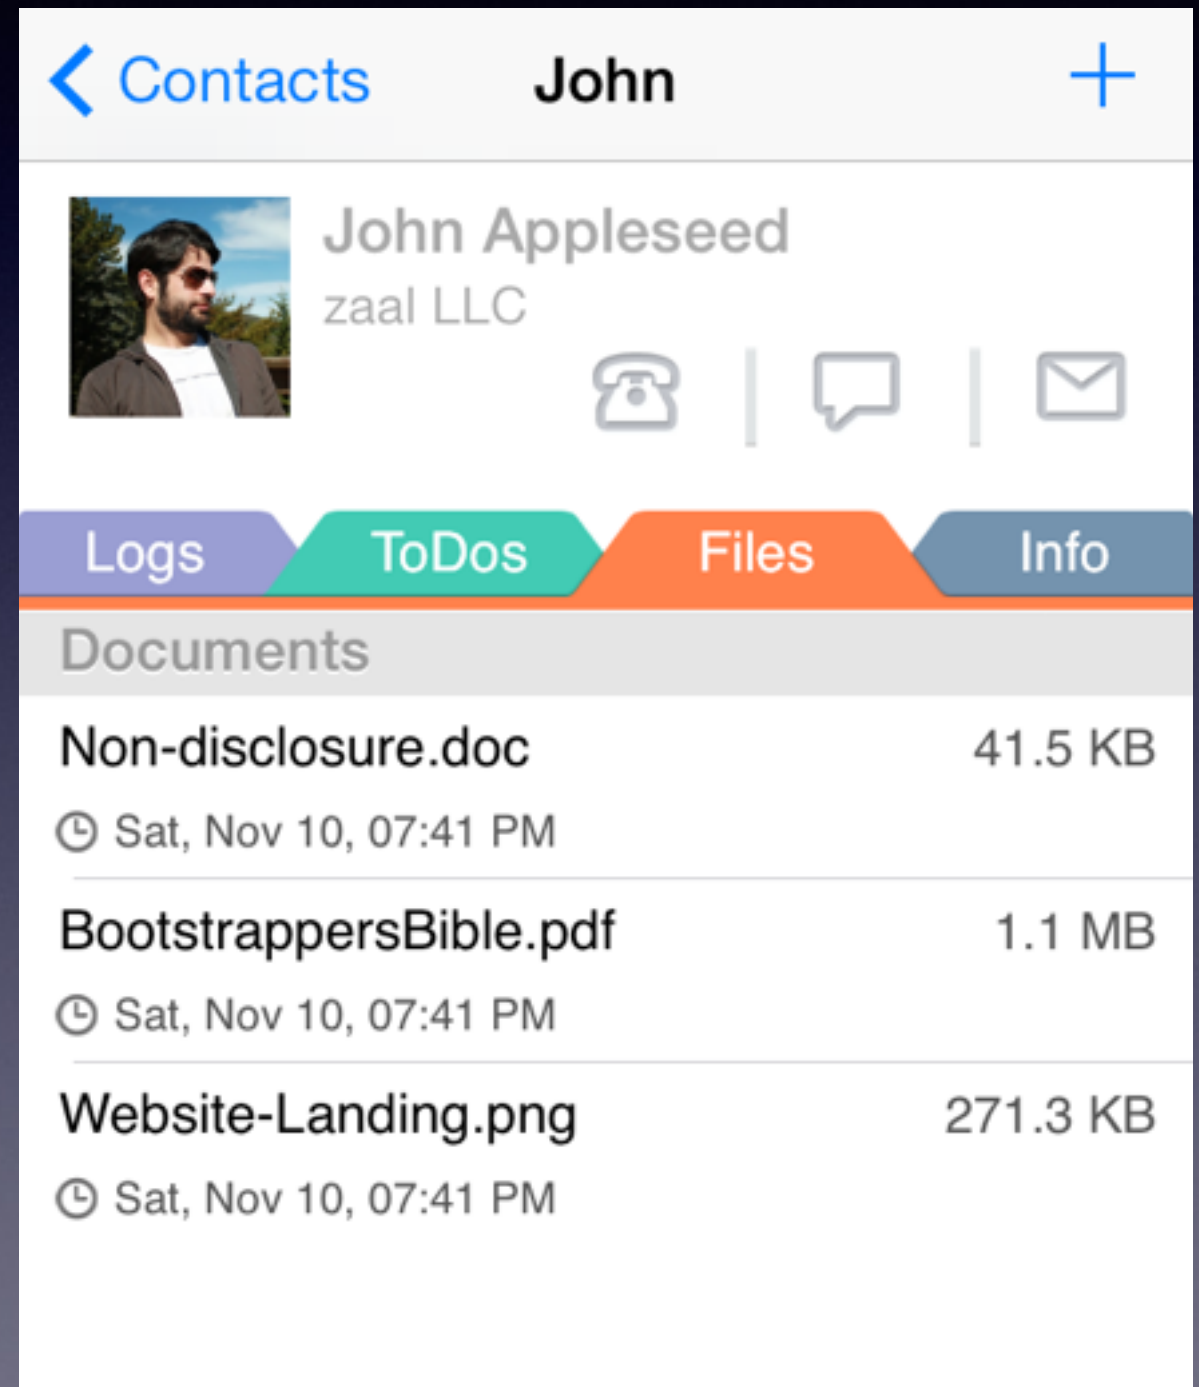 Contacts John
John Appleseed
zaal LLC
Logs ToDos Files Info
Documents
Non-disclosure.doc 41.5 KB
Sat, Nov 10, 07:41 PM
BootstrappersBible.pdf 1.1 MB
Sat, Nov 10, 07:41 PM
Website-Landing.png 271.3 KB
Sat, Nov 10, 07:41 PM